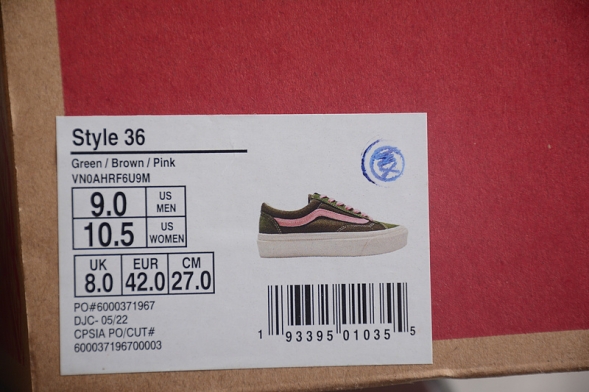 Style 36
Green / Brown / Pink
VN0AHRF6U9M
9.0 US MEN
10.5 US WOMEN
UK EUR CM
8.0 42.0 27.0
PO#6000371967
DJC- 05/22
CPSIA PO/CUT#
600037196700003
1 93395 01035 5